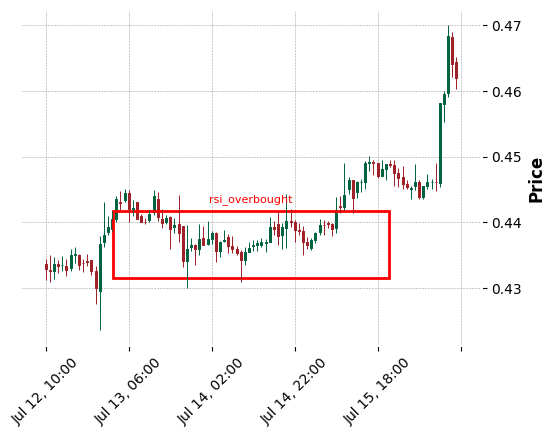 0.47
0.46
0.45
0.44
0.43
Price
rsi_overbought
Jul 12, 10:00
Jul 13, 06:00
Jul 14, 02:00
Jul 14, 22:00
Jul 15, 18:00